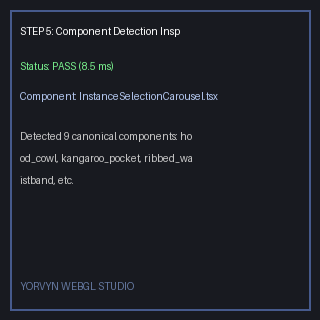 STEP 5: Component Detection Insp
Status: PASS (8.5 ms)
Component: InstanceSelectionCarousel.tsx
Detected 9 canonical components: ho
od_cowl, kangaroo_pocket, ribbed_wa
istband, etc.
YORVYN WEBGL STUDIO